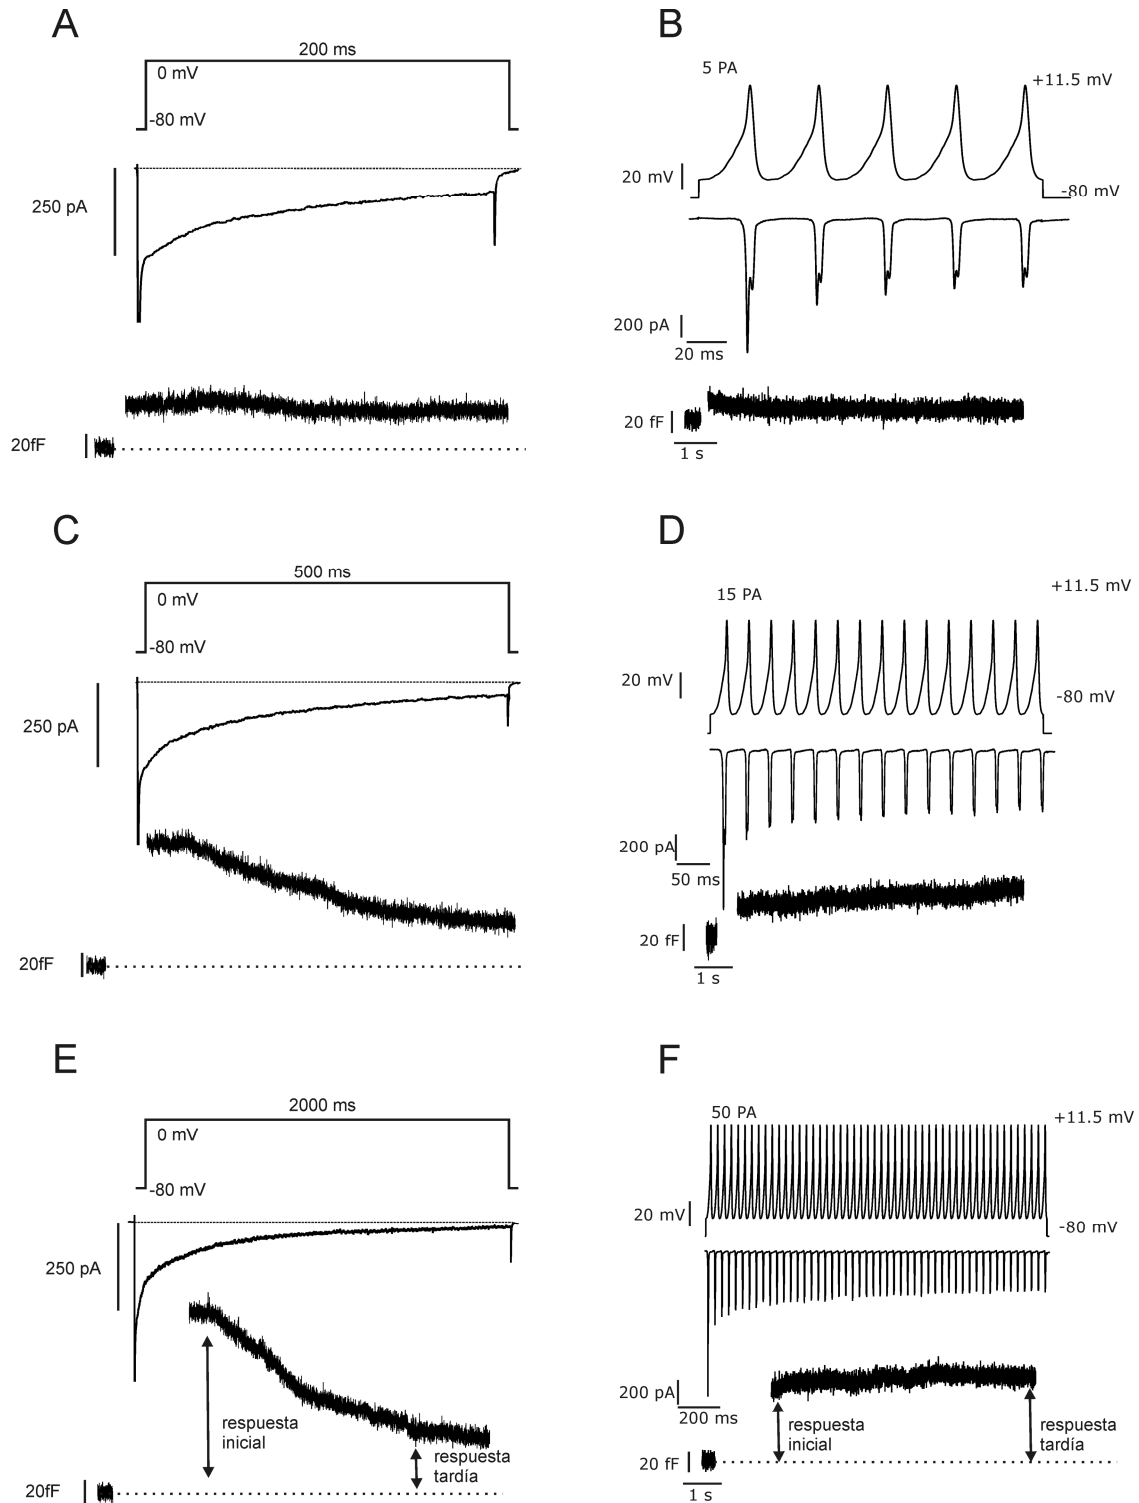 A
200 ms
0 mV
-80 mV
250 pA
20fF
B
5 PA
+11.5 mV
20 mV
-80 mV
200 pA
20 ms
20 fF
1 s
C
500 ms
0 mV
-80 mV
250 pA
20fF
D
+11.5 mV
15 PA
20 mV
-80 mV
200 pA
50 ms
20 fF
1 s
E
2000 ms
0 mV
-80 mV
250 pA
respuesta
inicial
respuesta
tardía
20fF
F
50 PA
+11.5 mV
20 mV
-80 mV
200 pA
200 ms
respuesta
inicial
respuesta
tardía
20 fF
1 s